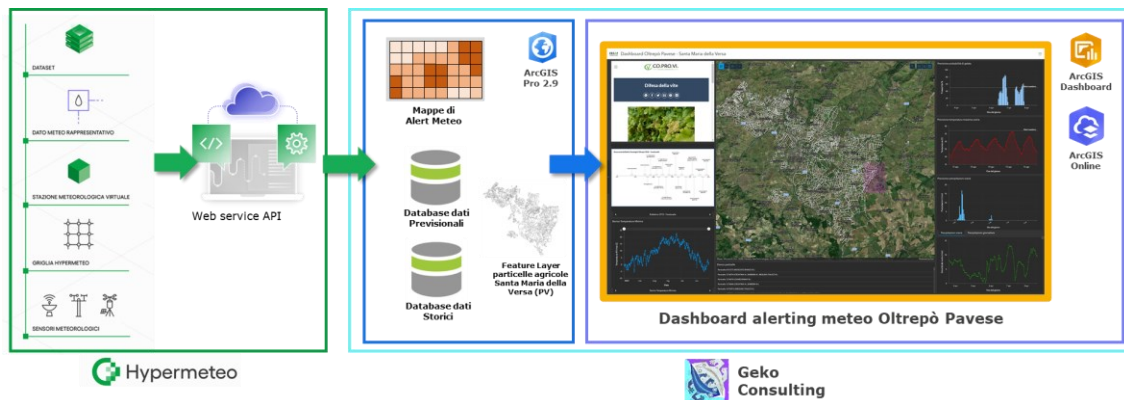 DATASET
DATO METEO RAPPRESENTATIVO
STAZIONE METEOROLOGICA VIRTUALE
GRIGLIA HYPERMETEO
SENSORI METEOROLOGICI
Web service API
Hypermeteo
Mappe di
Alert Meteo
ArcGIS
Pro 2.9
Database dati
Previsionali
Database dati
Storici
Feature Layer
particelle agricole
Santa Maria della
Versa (PV)
Dashboard Oltrepò Pavese - Santa Maria della Versa
CO.PRO.VI.
Difesa della vite
Dashboard alerting meteo Oltrepò Pavese
ArcGIS
Dashboard
ArcGIS
Online
Geko
Consulting